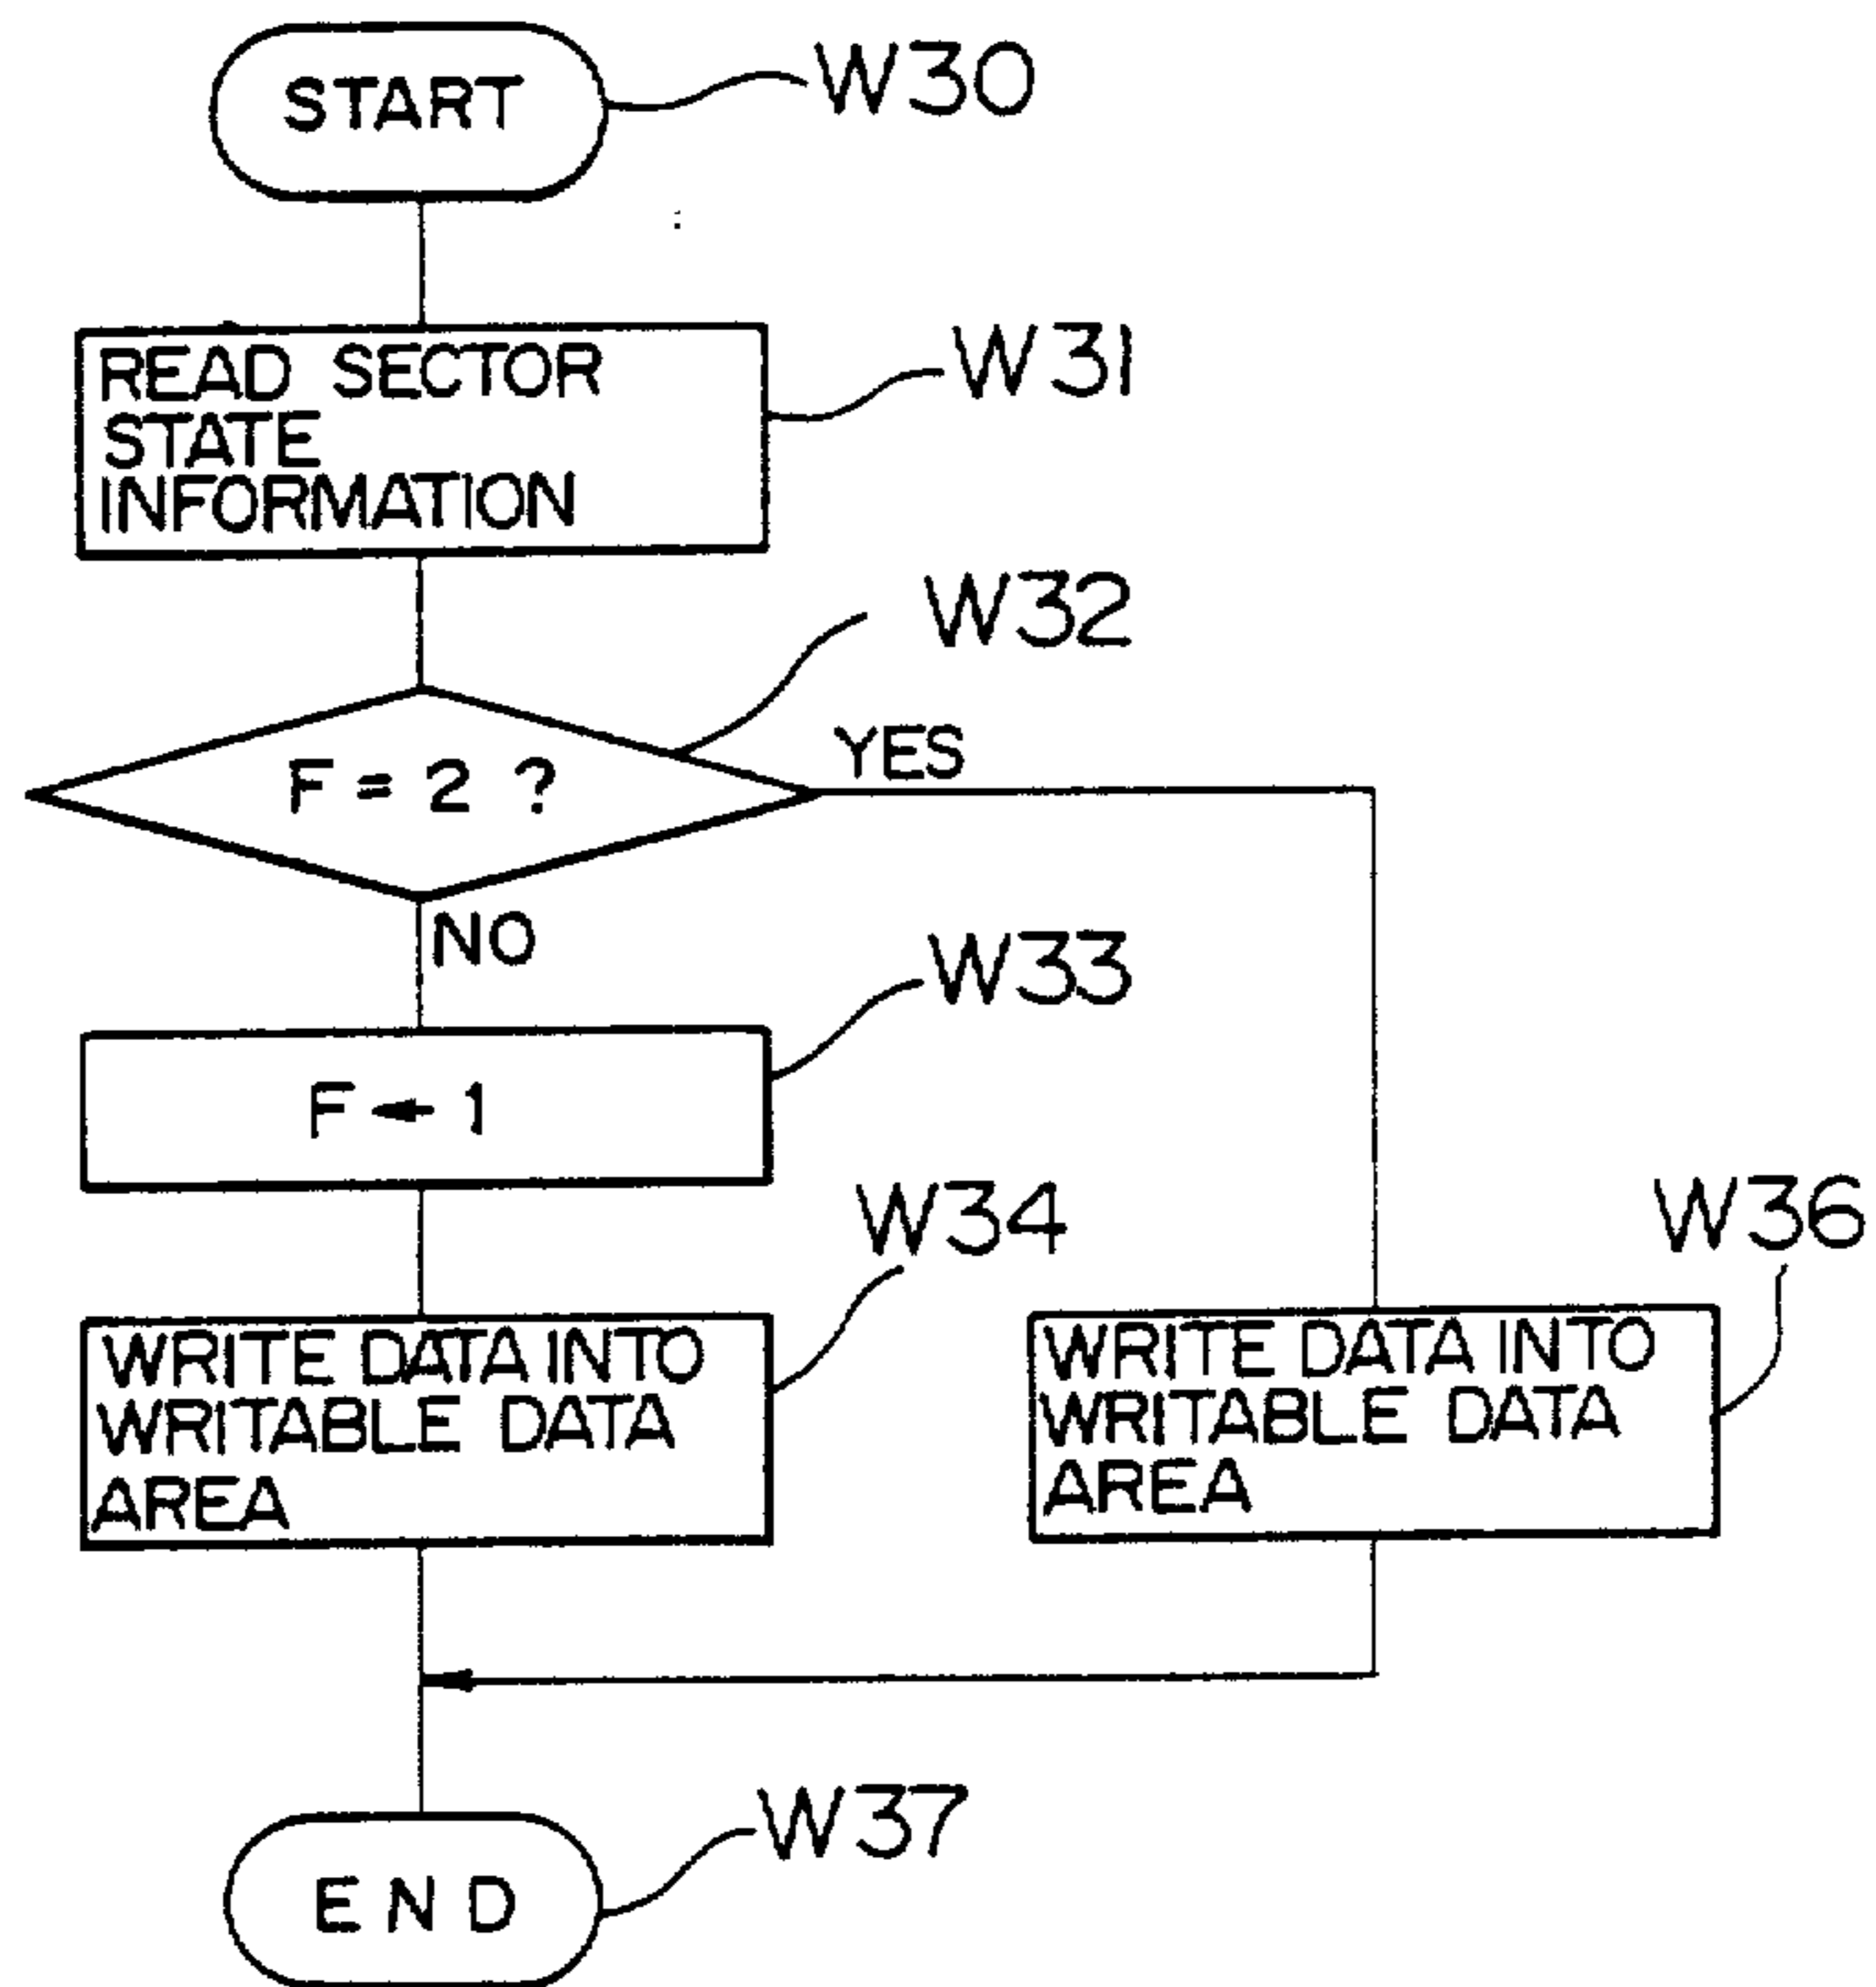 START
W30
READ SECTOR
STATE
INFORMATION
W31
W32
F = 2 ?
YES
NO
W33
F ← 1
W34
W36
WRITE DATA INTO
WRITABLE DATA
AREA
WRITE DATA INTO
WRITABLE DATA
AREA
W37
END